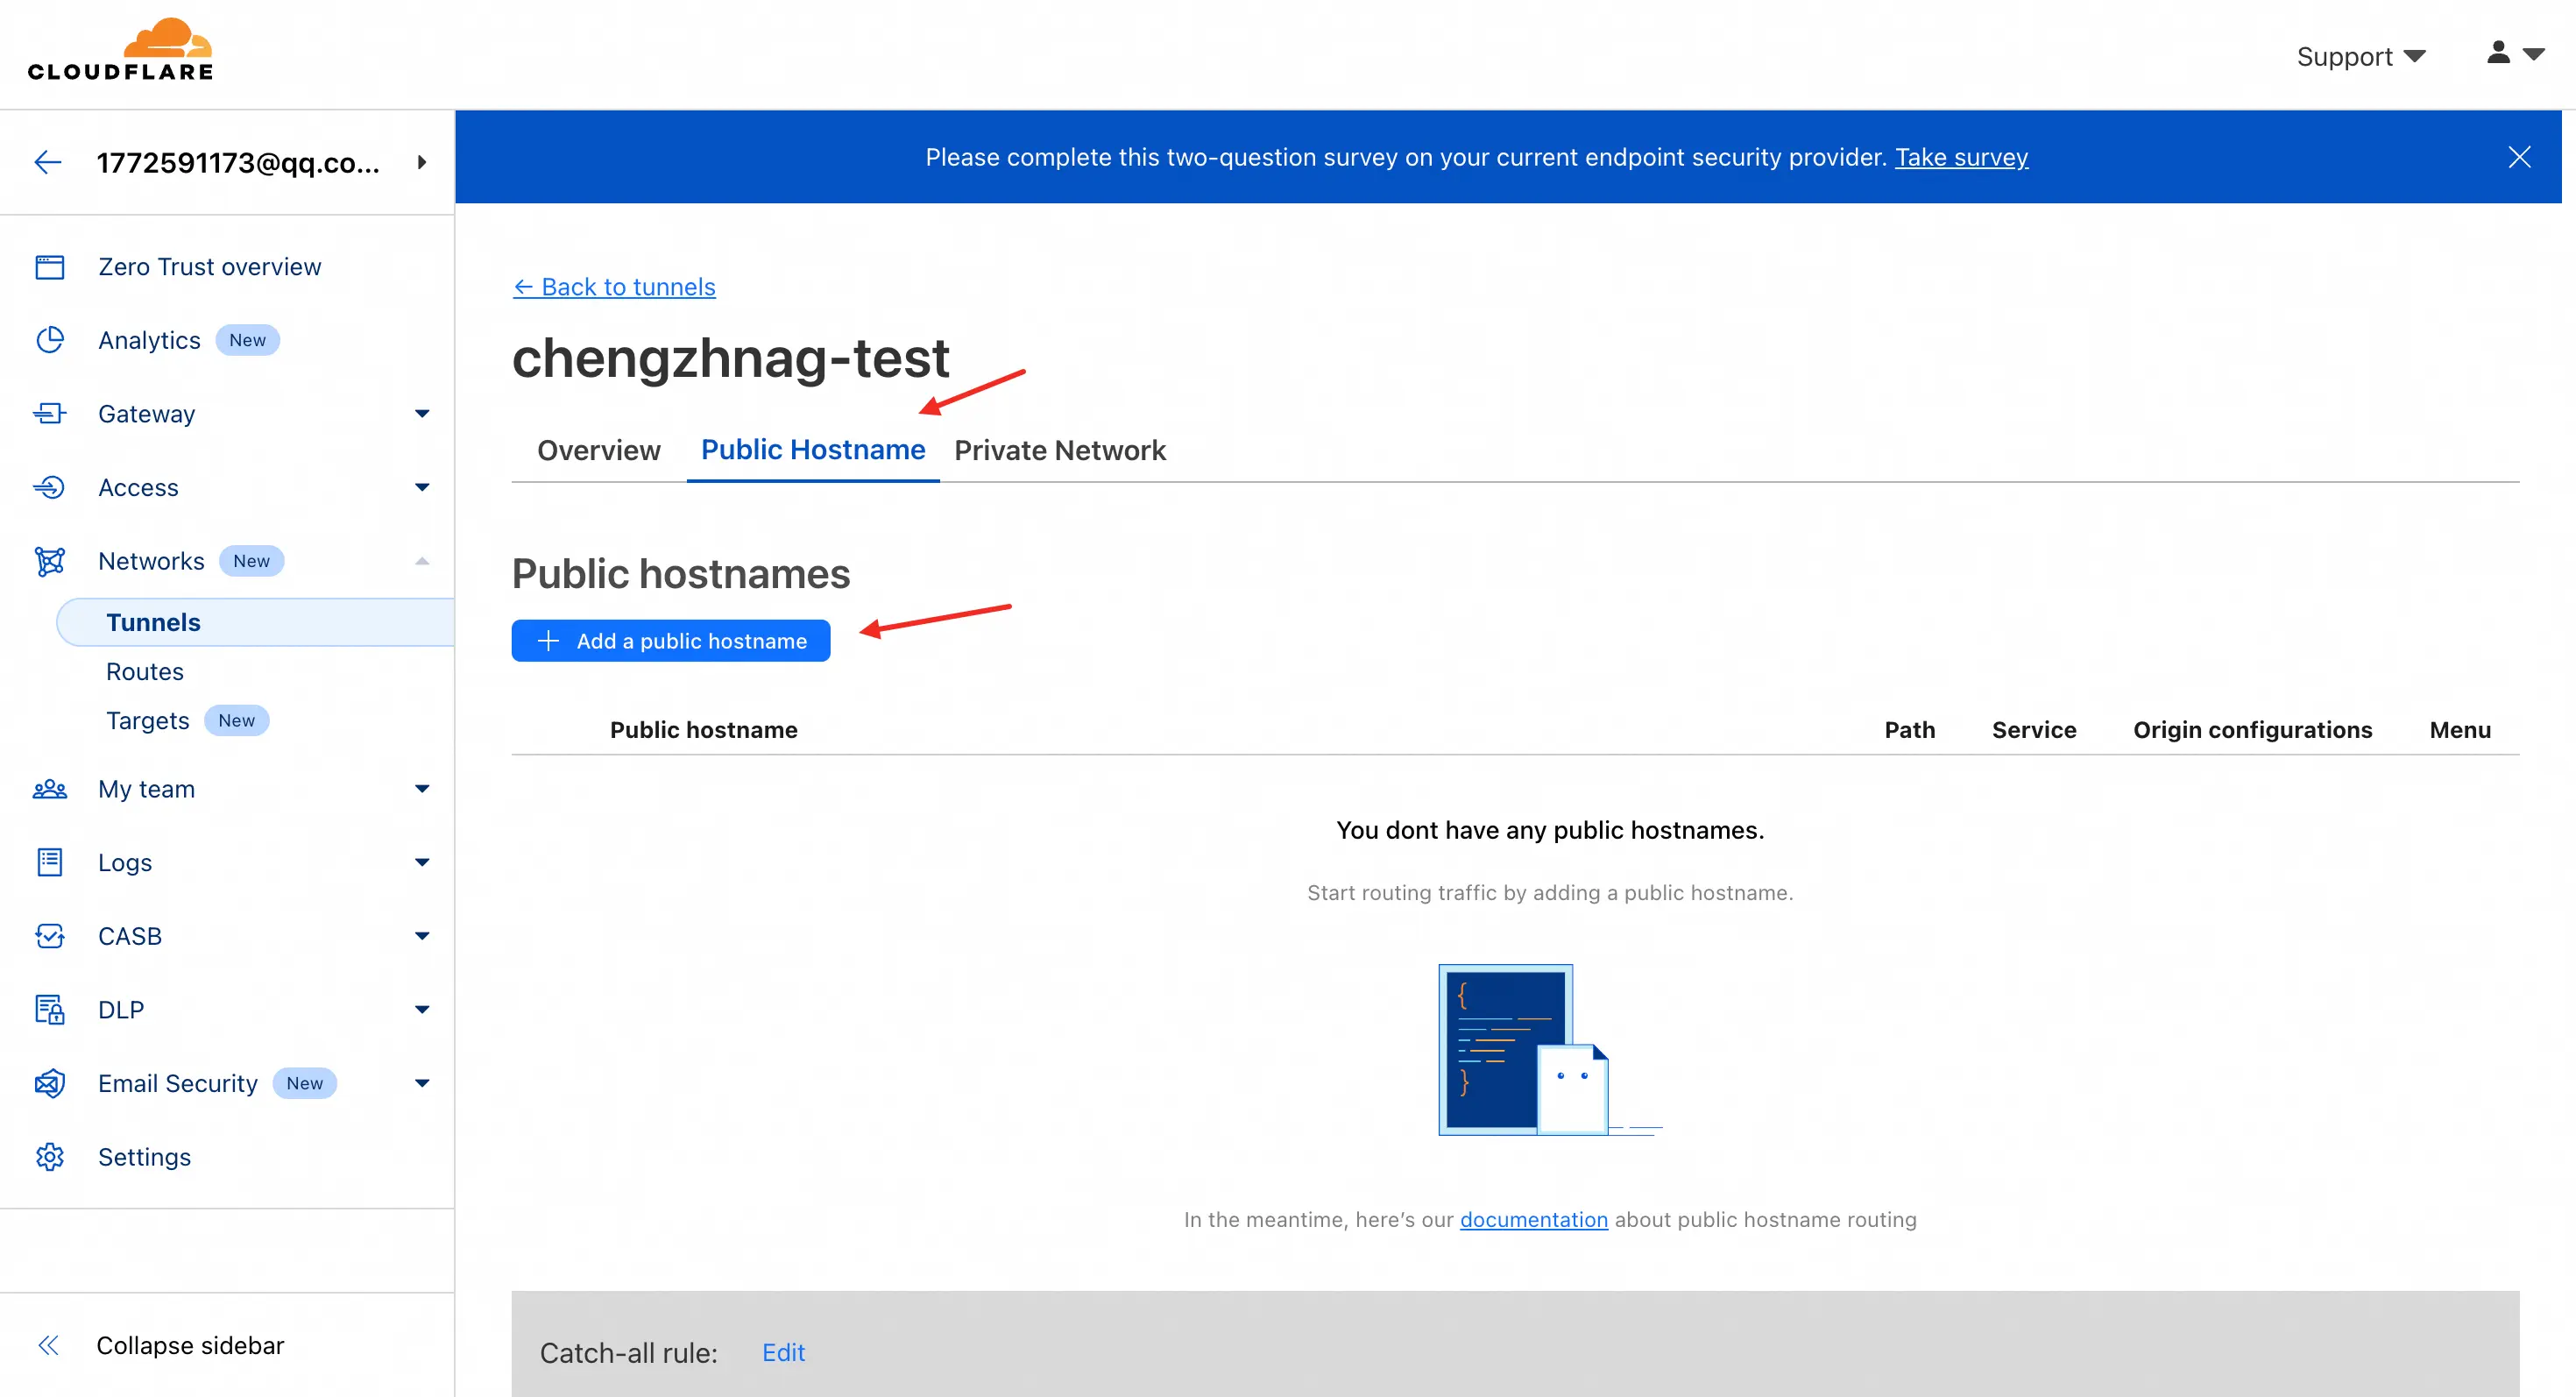 CLOUDFLARE
Support
1772591173@qq.co...
Please complete this two-question survey on your current endpoint security provider. Take survey
Zero Trust overview
Analytics New
Gateway
Access
Networks New
Tunnels
Routes
Targets New
My team
Logs
CASB
DLP
Email Security New
Settings
Collapse sidebar
← Back to tunnels
chengzhnag-test
Overview Public Hostname Private Network
Public hostnames
+ Add a public hostname
Public hostname Path Service Origin configurations Menu
You dont have any public hostnames.
Start routing traffic by adding a public hostname.
{
}
In the meantime, here’s our documentation about public hostname routing
Catch-all rule: Edit